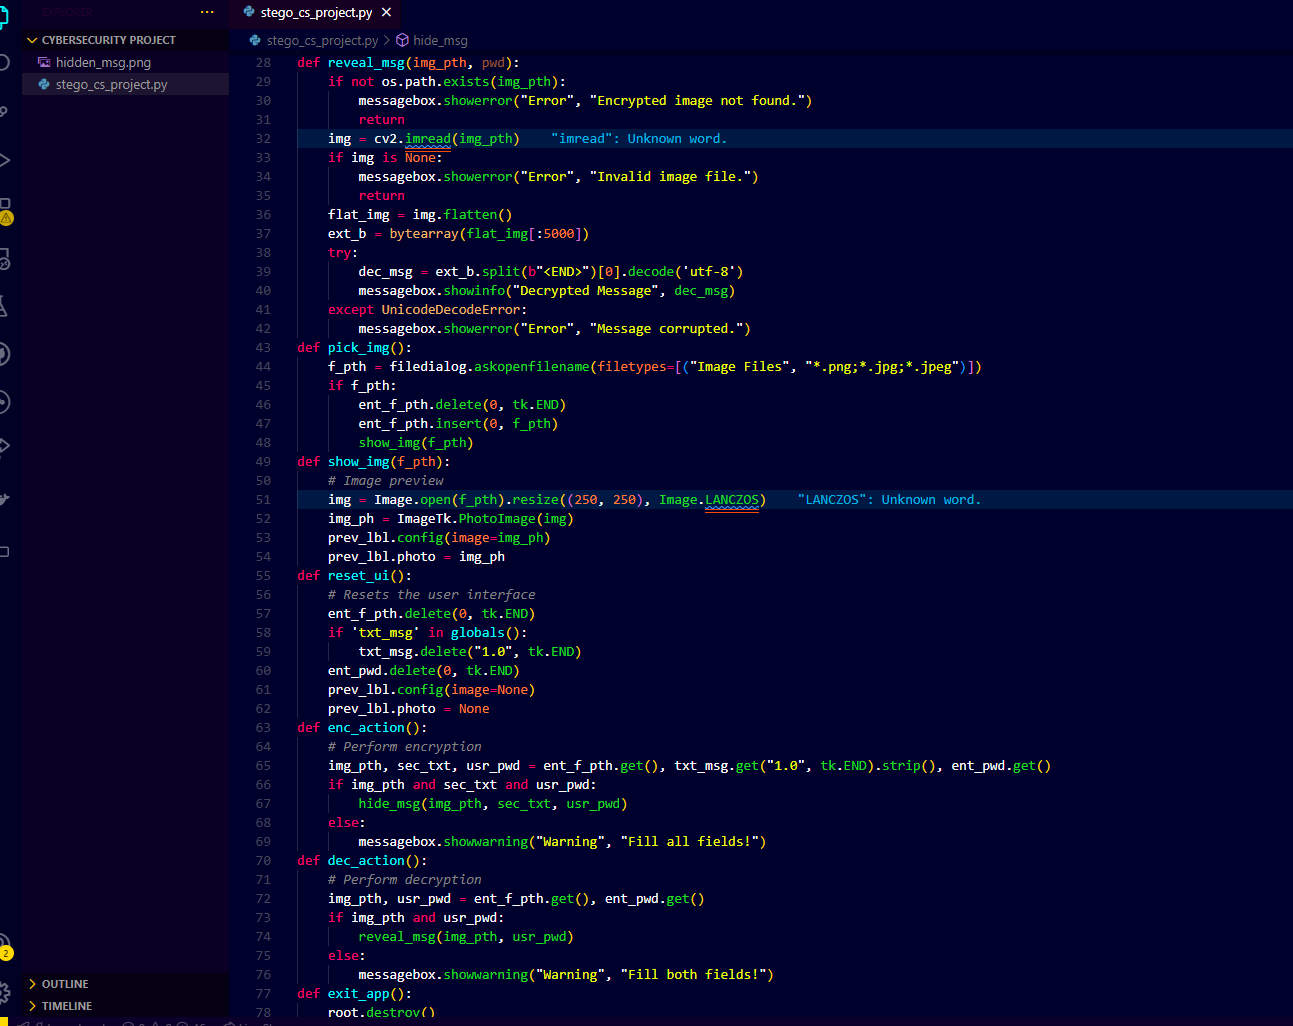 EXPLORER
...
stego_cs_project.py ×
CYBERSECURITY PROJECT
hidden_msg.png
stego_cs_project.py
stego_cs_project.py > hide_msg
28 def reveal_msg(img_pth, pwd):
29     if not os.path.exists(img_pth):
30         messagebox.showerror("Error", "Encrypted image not found.")
31         return
32     img = cv2.imread(img_pth)    "imread": Unknown word.
33     if img is None:
34         messagebox.showerror("Error", "Invalid image file.")
35         return
36     flat_img = img.flatten()
37     ext_b = bytearray(flat_img[:5000])
38     try:
39         dec_msg = ext_b.split(b"<END>")[0].decode('utf-8')
40         messagebox.showinfo("Decrypted Message", dec_msg)
41     except UnicodeDecodeError:
42         messagebox.showerror("Error", "Message corrupted.")
43 def pick_img():
44     f_pth = filedialog.askopenfilename(filetypes=[("Image Files", "*.png;*.jpg;*.jpeg")])
45     if f_pth:
46         ent_f_pth.delete(0, tk.END)
47         ent_f_pth.insert(0, f_pth)
48         show_img(f_pth)
49 def show_img(f_pth):
50     # Image preview
51     img = Image.open(f_pth).resize((250, 250), Image.LANCZOS)    "LANCZOS": Unknown word.
52     img_ph = ImageTk.PhotoImage(img)
53     prev_lbl.config(image=img_ph)
54     prev_lbl.photo = img_ph
55 def reset_ui():
56     # Resets the user interface
57     ent_f_pth.delete(0, tk.END)
58     if 'txt_msg' in globals():
59         txt_msg.delete("1.0", tk.END)
60     ent_pwd.delete(0, tk.END)
61     prev_lbl.config(image=None)
62     prev_lbl.photo = None
63 def enc_action():
64     # Perform encryption
65     img_pth, sec_txt, usr_pwd = ent_f_pth.get(), txt_msg.get("1.0", tk.END).strip(), ent_pwd.get()
66     if img_pth and sec_txt and usr_pwd:
67         hide_msg(img_pth, sec_txt, usr_pwd)
68     else:
69         messagebox.showwarning("Warning", "Fill all fields!")
70 def dec_action():
71     # Perform decryption
72     img_pth, usr_pwd = ent_f_pth.get(), ent_pwd.get()
73     if img_pth and usr_pwd:
74         reveal_msg(img_pth, usr_pwd)
75     else:
76         messagebox.showwarning("Warning", "Fill both fields!")
77 def exit_app():
78     root.destroy()
2
OUTLINE
TIMELINE